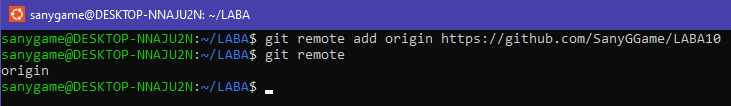 sanygame@DESKTOP-NNAJU2N: ~/LABA
sanygame@DESKTOP-NNAJU2N:~/LABA$ git remote add origin https://github.com/SanyGGame/LABA10
sanygame@DESKTOP-NNAJU2N:~/LABA$ git remote
origin
sanygame@DESKTOP-NNAJU2N:~/LABA$